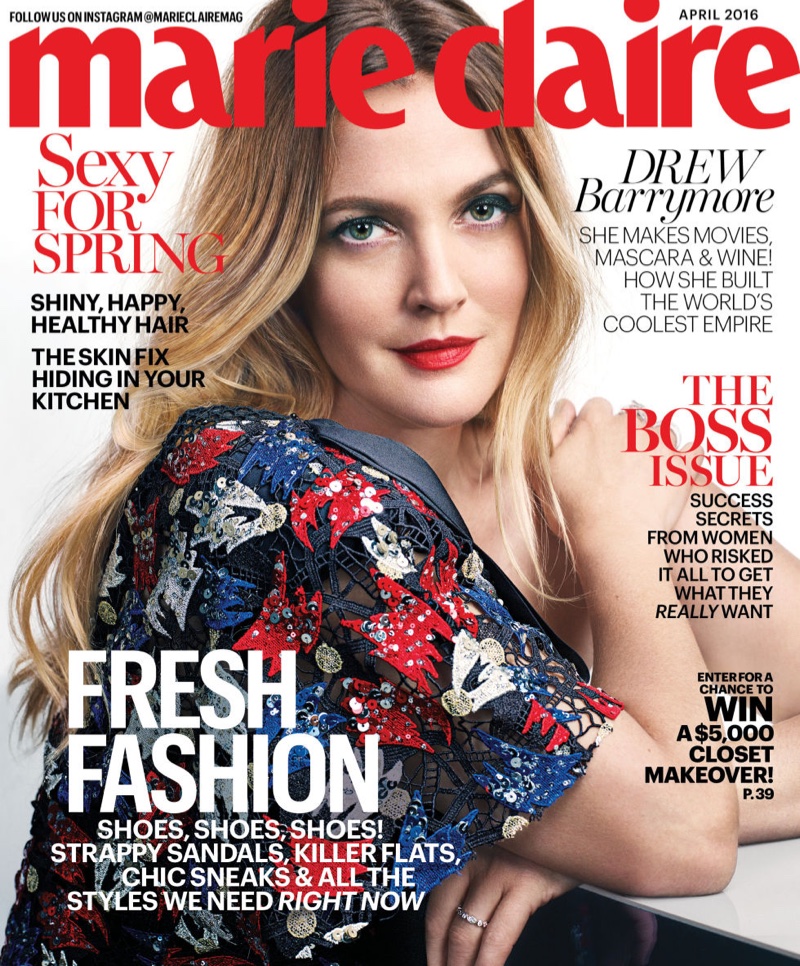 FOLLOW US ON INSTAGRAM @MARIECLAIREMAG
APRIL 2016
marie claire
Sexy
FOR
SPRING
SHINY, HAPPY,
HEALTHY HAIR
THE SKIN FIX
HIDING IN YOUR
KITCHEN
DREW
Barrymore
SHE MAKES MOVIES,
MASCARA & WINE!
HOW SHE BUILT
THE WORLD'S
COOLEST EMPIRE
THE
BOSS
ISSUE
SUCCESS
SECRETS
FROM WOMEN
WHO RISKED
IT ALL TO GET
WHAT THEY
REALLY WANT
FRESH
FASHION
SHOES, SHOES, SHOES!
STRAPPY SANDALS, KILLER FLATS,
CHIC SNEAKS & ALL THE
STYLES WE NEED RIGHT NOW
ENTER FOR A
CHANCE TO
WIN
A $5,000
CLOSET
MAKEOVER!
P.39